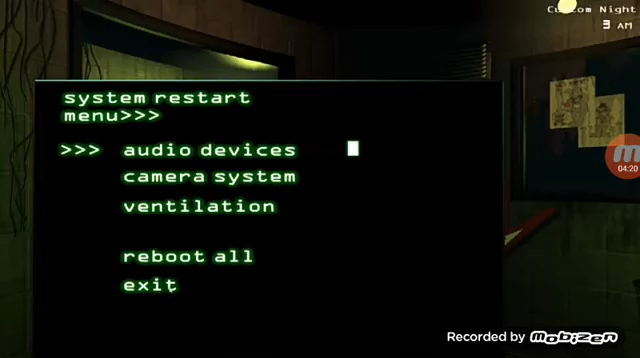 Custom Night
3 AM
system restart
menu>>>
>>> audio devices
camera system
ventilation
reboot all
exit
04:20
Recorded by mobizen